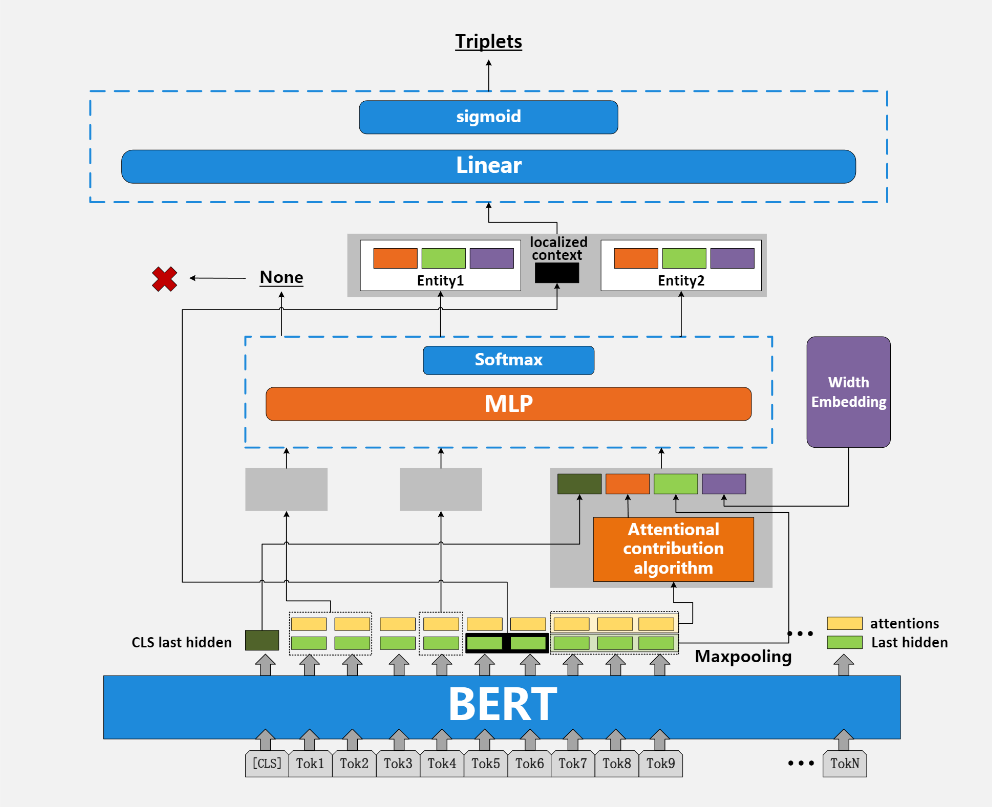 Triplets
sigmoid
Linear
localized
context
Entity1
Entity2
None
Softmax
MLP
Width
Embedding
Attentional
contribution
algorithm
CLS last hidden
attentions
Last hidden
Maxpooling
BERT
[CLS] Tok1 Tok2 Tok3 Tok4 Tok5 Tok6 Tok7 Tok8 Tok9 ••• TokN